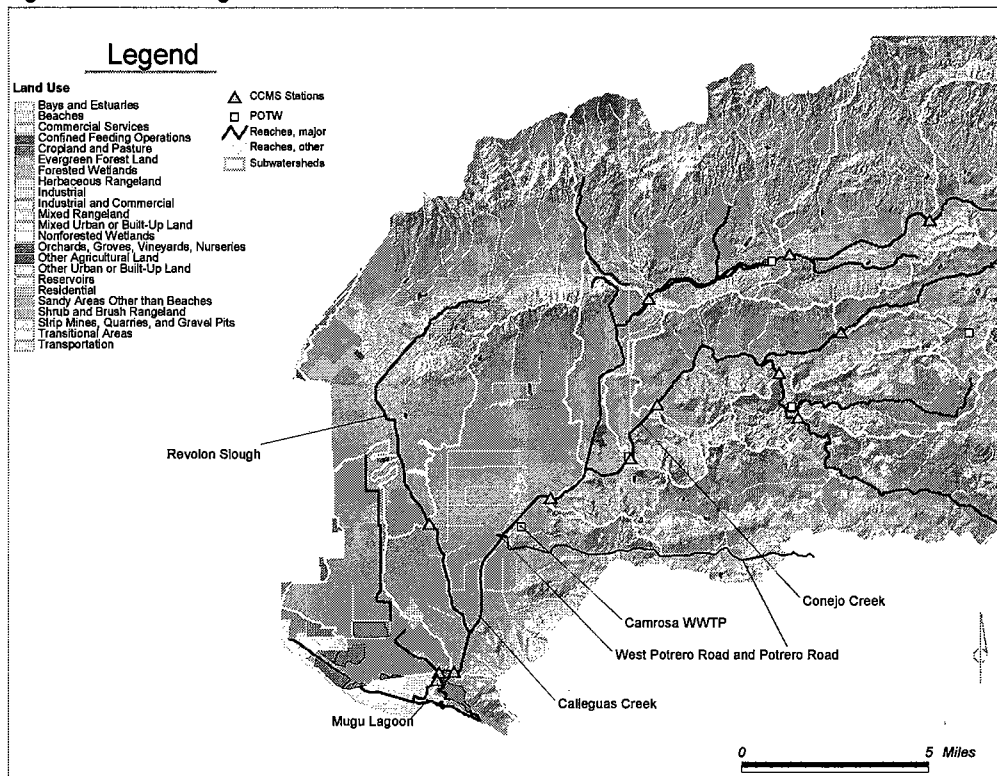 Legend
Land Use
Bays and Estuaries
Beaches
Commercial Services
Confined Feeding Operations
Cropland and Pasture
Evergreen Forest Land
Forested Wetlands
Herbaceous Rangeland
Industrial
Industrial and Commercial
Mixed Rangeland
Mixed Urban or Built-Up Land
Nonforested Wetlands
Orchards, Groves, Vineyards, Nurseries
Other Agricultural Land
Other Urban or Built-Up Land
Reservoirs
Residential
Sandy Areas Other than Beaches
Shrub and Brush Rangeland
Strip Mines, Quarries, and Gravel Pits
Transitional Areas
Transportation
CCMS Stations
POTW
Reaches, major
Reaches, other
Subwatersheds
Revolon Slough
Conejo Creek
Camrosa WWTP
West Potrero Road and Potrero Road
Calleguas Creek
Mugu Lagoon
0 5 Miles